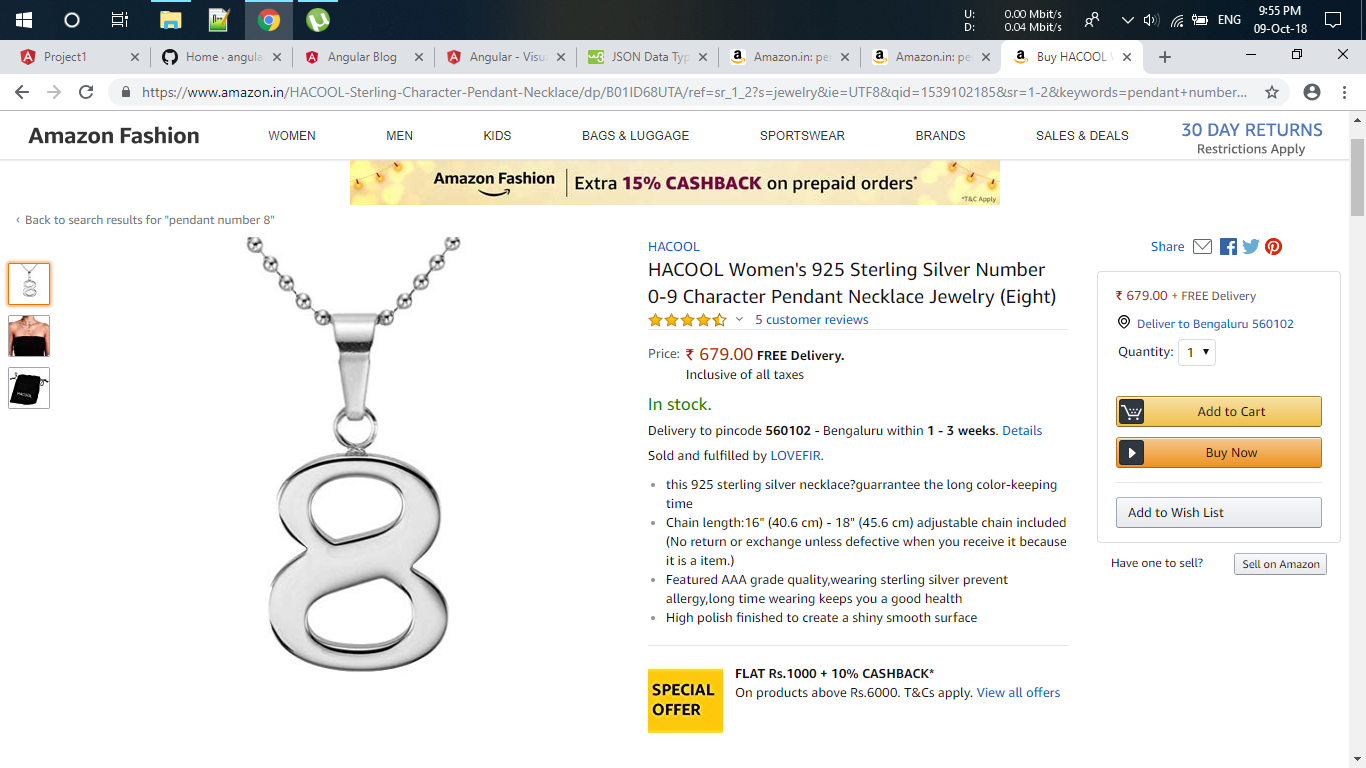 U: 0.00 Mbit/s
D: 0.04 Mbit/s
ENG
9:55 PM
09-Oct-18
Project1
Home · angula
Angular Blog
Angular - Visu
JSON Data Typ
Amazon.in: pe
Amazon.in: pe
Buy HACOOL W
https://www.amazon.in/HACOOL-Sterling-Character-Pendant-Necklace/dp/B01ID68UTA/ref=sr_1_2?s=jewelry&ie=UTF8&qid=1539102185&sr=1-2&keywords=pendant+number...
Amazon Fashion
WOMEN
MEN
KIDS
BAGS & LUGGAGE
SPORTSWEAR
BRANDS
SALES & DEALS
30 DAY RETURNS
Restrictions Apply
Amazon Fashion
Extra 15% CASHBACK on prepaid orders*
*T&C Apply
‹ Back to search results for "pendant number 8"
HACOOL
HACOOL Women's 925 Sterling Silver Number
0-9 Character Pendant Necklace Jewelry (Eight)
5 customer reviews
Price: ₹ 679.00 FREE Delivery.
Inclusive of all taxes
In stock.
Delivery to pincode 560102 - Bengaluru within 1 - 3 weeks. Details
Sold and fulfilled by LOVEFIR.
• this 925 sterling silver necklace?guarrantee the long color-keeping
time
• Chain length:16" (40.6 cm) - 18" (45.6 cm) adjustable chain included
(No return or exchange unless defective when you receive it because
it is a item.)
• Featured AAA grade quality,wearing sterling silver prevent
allergy,long time wearing keeps you a good health
• High polish finished to create a shiny smooth surface
SPECIAL
OFFER
FLAT Rs.1000 + 10% CASHBACK*
On products above Rs.6000. T&Cs apply. View all offers
Share
₹ 679.00 + FREE Delivery
Deliver to Bengaluru 560102
Quantity: 1
Add to Cart
Buy Now
Add to Wish List
Have one to sell?
Sell on Amazon
8
HACOOL